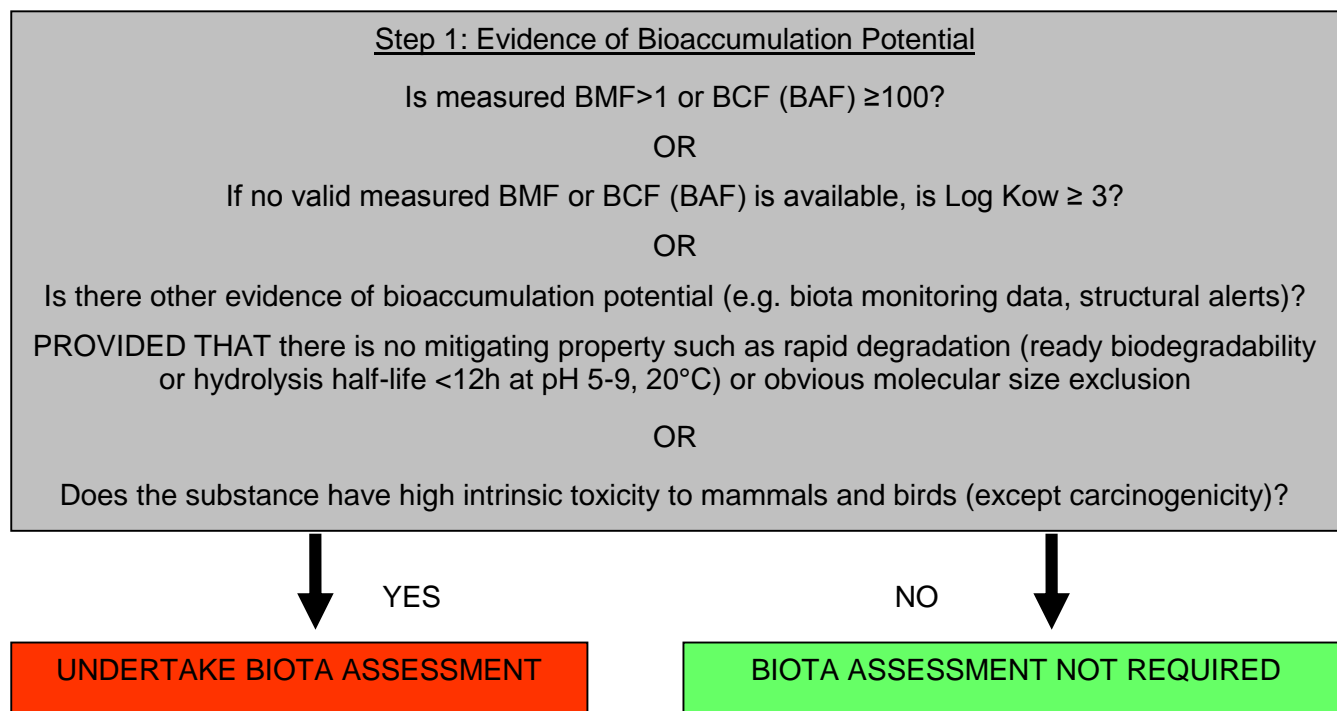 Step 1: Evidence of Bioaccumulation Potential
Is measured BMF>1 or BCF (BAF) ≥100?
OR
If no valid measured BMF or BCF (BAF) is available, is Log Kow ≥ 3?
OR
Is there other evidence of bioaccumulation potential (e.g. biota monitoring data, structural alerts)?
PROVIDED THAT there is no mitigating property such as rapid degradation (ready biodegradability
or hydrolysis half-life <12h at pH 5-9, 20°C) or obvious molecular size exclusion
OR
Does the substance have high intrinsic toxicity to mammals and birds (except carcinogenicity)?
YES
NO
UNDERTAKE BIOTA ASSESSMENT
BIOTA ASSESSMENT NOT REQUIRED